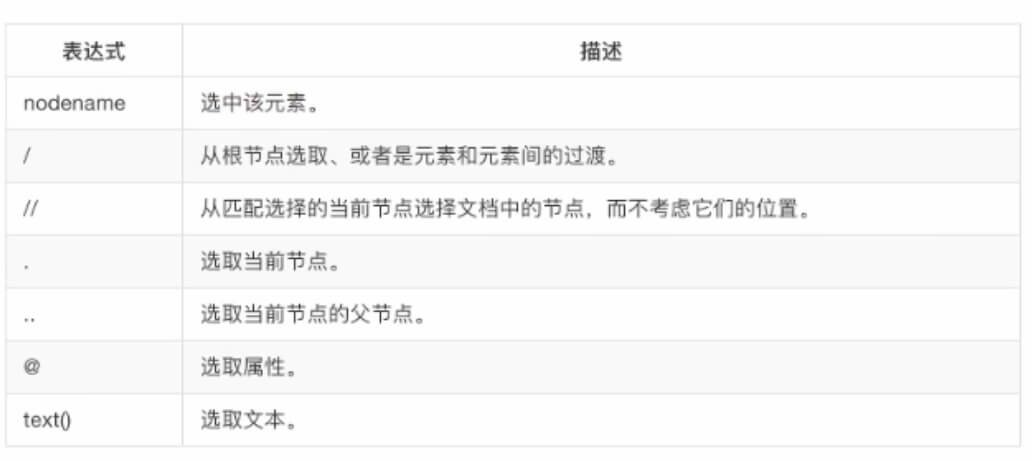 表达式 描述
nodename 选中该元素。
/ 从根节点选取、或者是元素和元素间的过渡。
// 从匹配选择的当前节点选择文档中的节点，而不考虑它们的位置。
. 选取当前节点。
.. 选取当前节点的父节点。
@ 选取属性。
text() 选取文本。